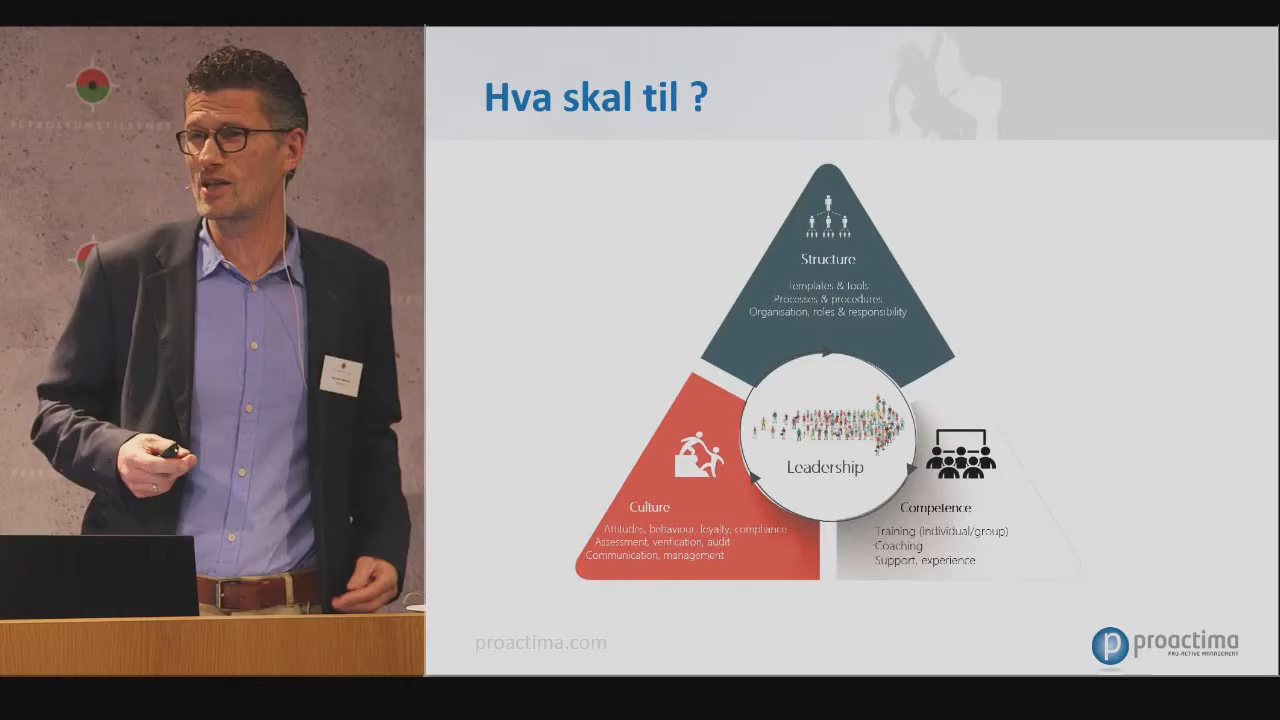 PETROLEUMSTILSYNET
Hva skal til ?
Structure
Templates & tools
Processes & procedures
Organisation, roles & responsibility
Leadership
Culture
Attitudes, behaviour, loyalty, compliance
Assessment, verification, audit
Communication, management
Competence
Training (individual/group)
Coaching
Support, experience
proactima.com
proactima
PRO-ACTIVE MANAGEMENT